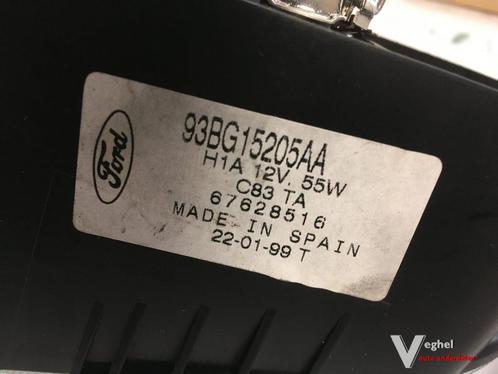 Ford
93BG15205AA
H1A 12V. 55W
C83 TA
67628516
MADE IN SPAIN
22-01-99 T
Veghel
auto onderdelen